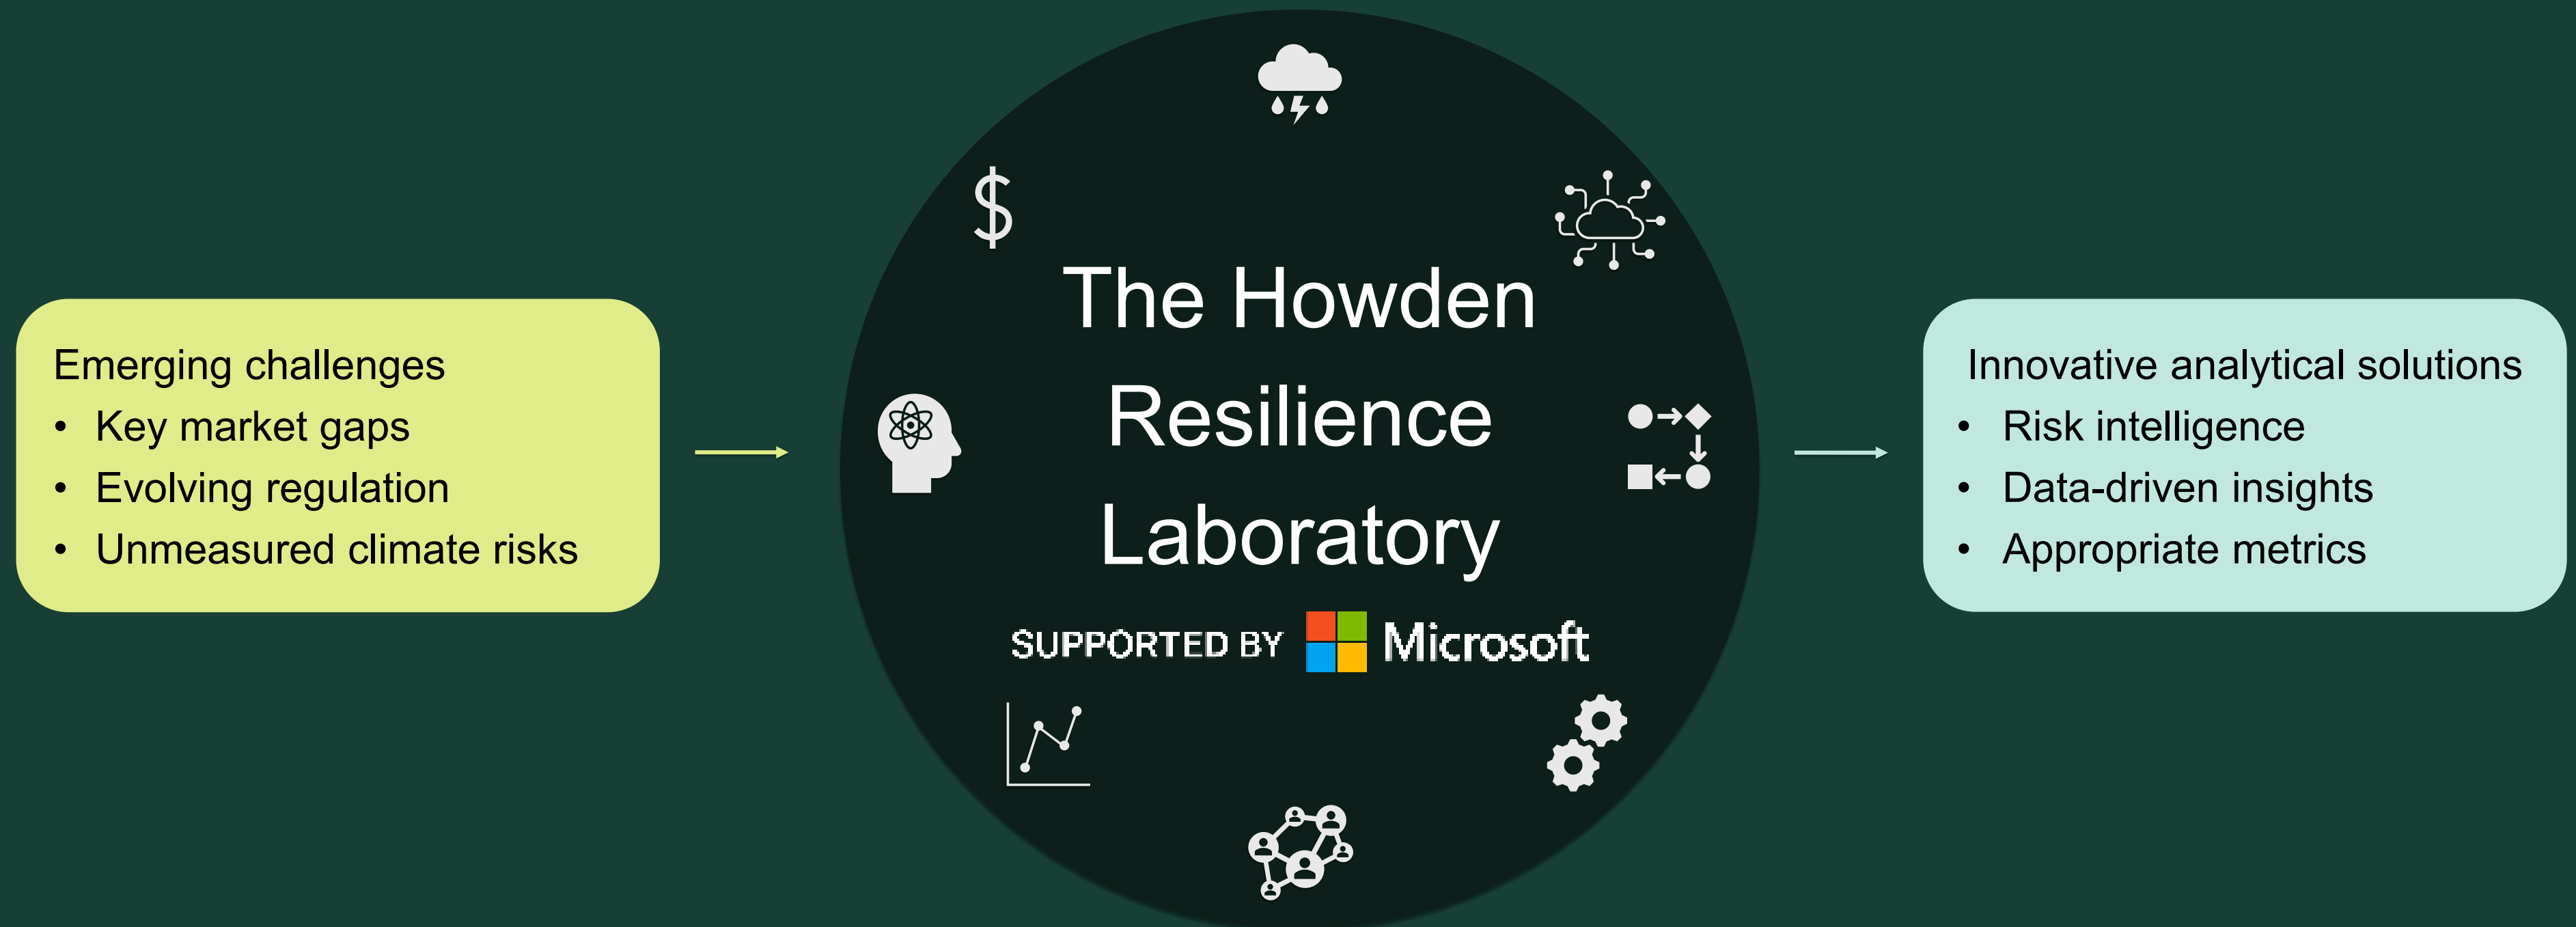 Emerging challenges
• Key market gaps
• Evolving regulation
• Unmeasured climate risks
$
The Howden
Resilience
Laboratory
SUPPORTED BY Microsoft
Innovative analytical solutions
• Risk intelligence
• Data-driven insights
• Appropriate metrics